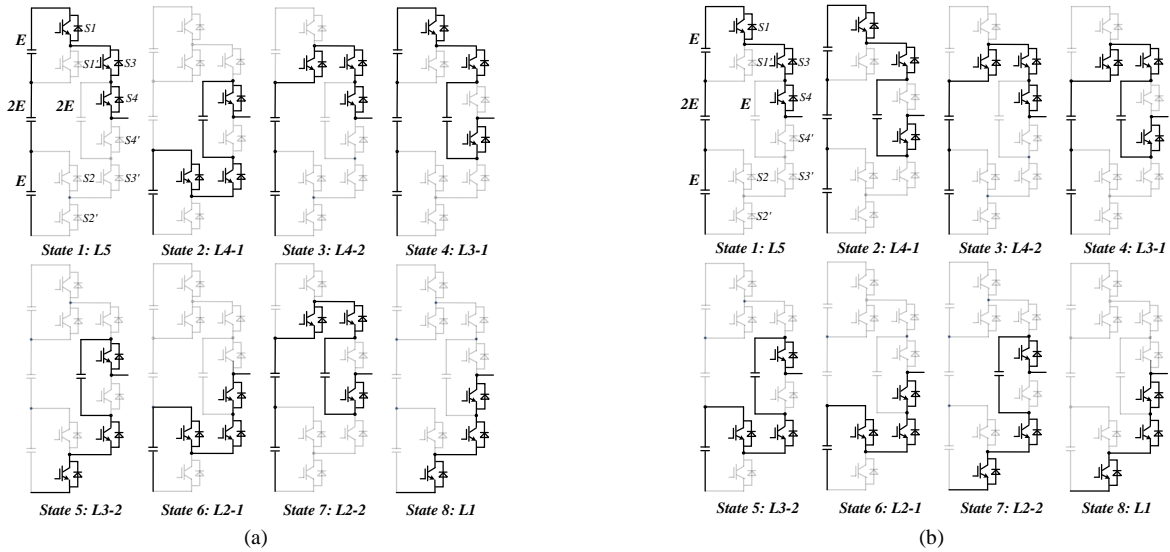 E S1
S1' S3
2E 2E S4
S4'
E S2 S3'
S2'
State 1: L5 State 2: L4-1 State 3: L4-2 State 4: L3-1
State 5: L3-2 State 6: L2-1 State 7: L2-2 State 8: L1
(a)
E S1
S1' S3
2E E S4
S4'
E S2 S3'
S2'
State 1: L5 State 2: L4-1 State 3: L4-2 State 4: L3-1
State 5: L3-2 State 6: L2-1 State 7: L2-2 State 8: L1
(b)